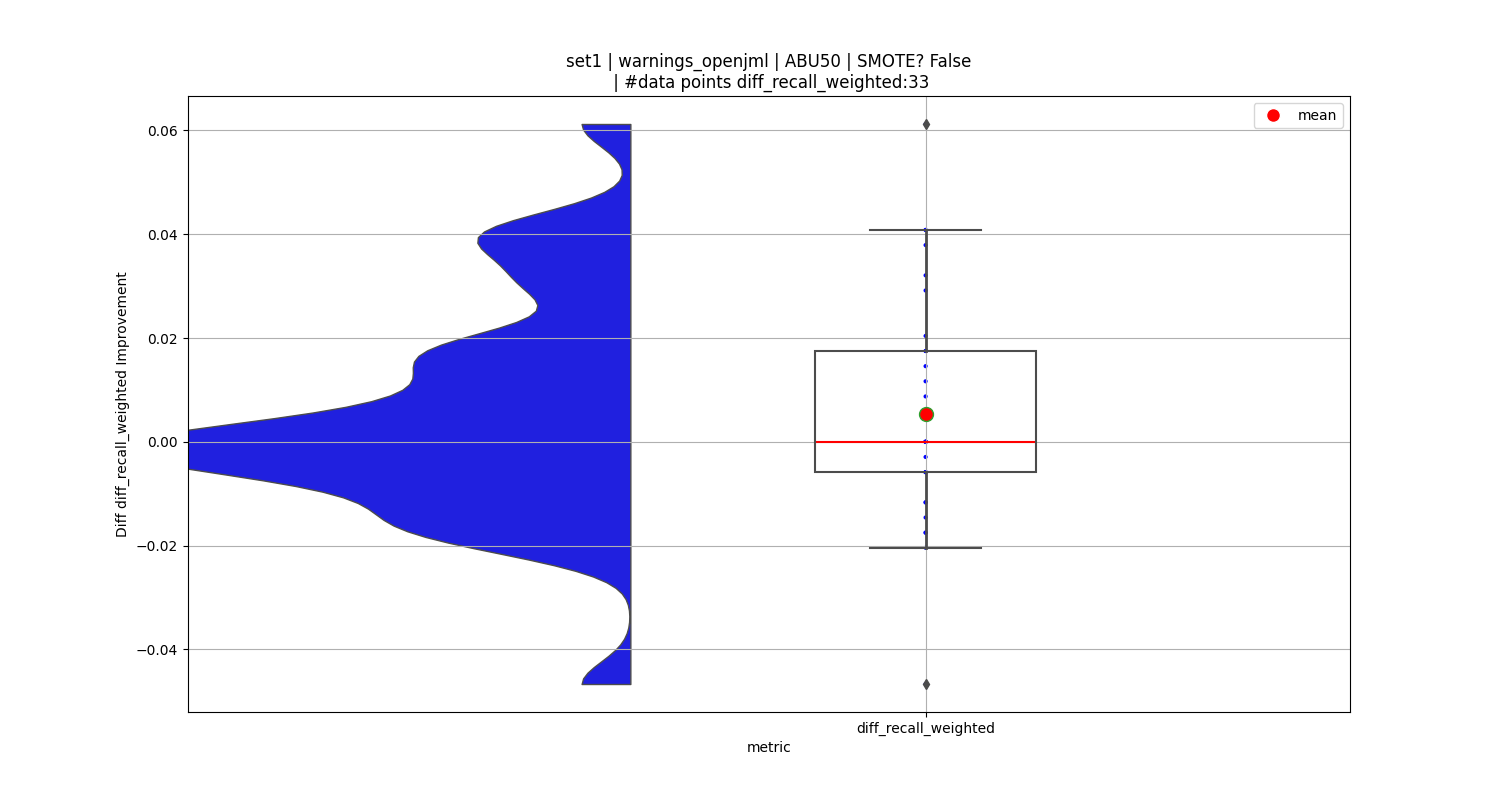 set1 | warnings_openjml | ABU50 | SMOTE? False
| #data points diff_recall_weighted:33
mean
0.06
0.04
0.02
0.00
−0.02
−0.04
Diff diff_recall_weighted Improvement
diff_recall_weighted
metric